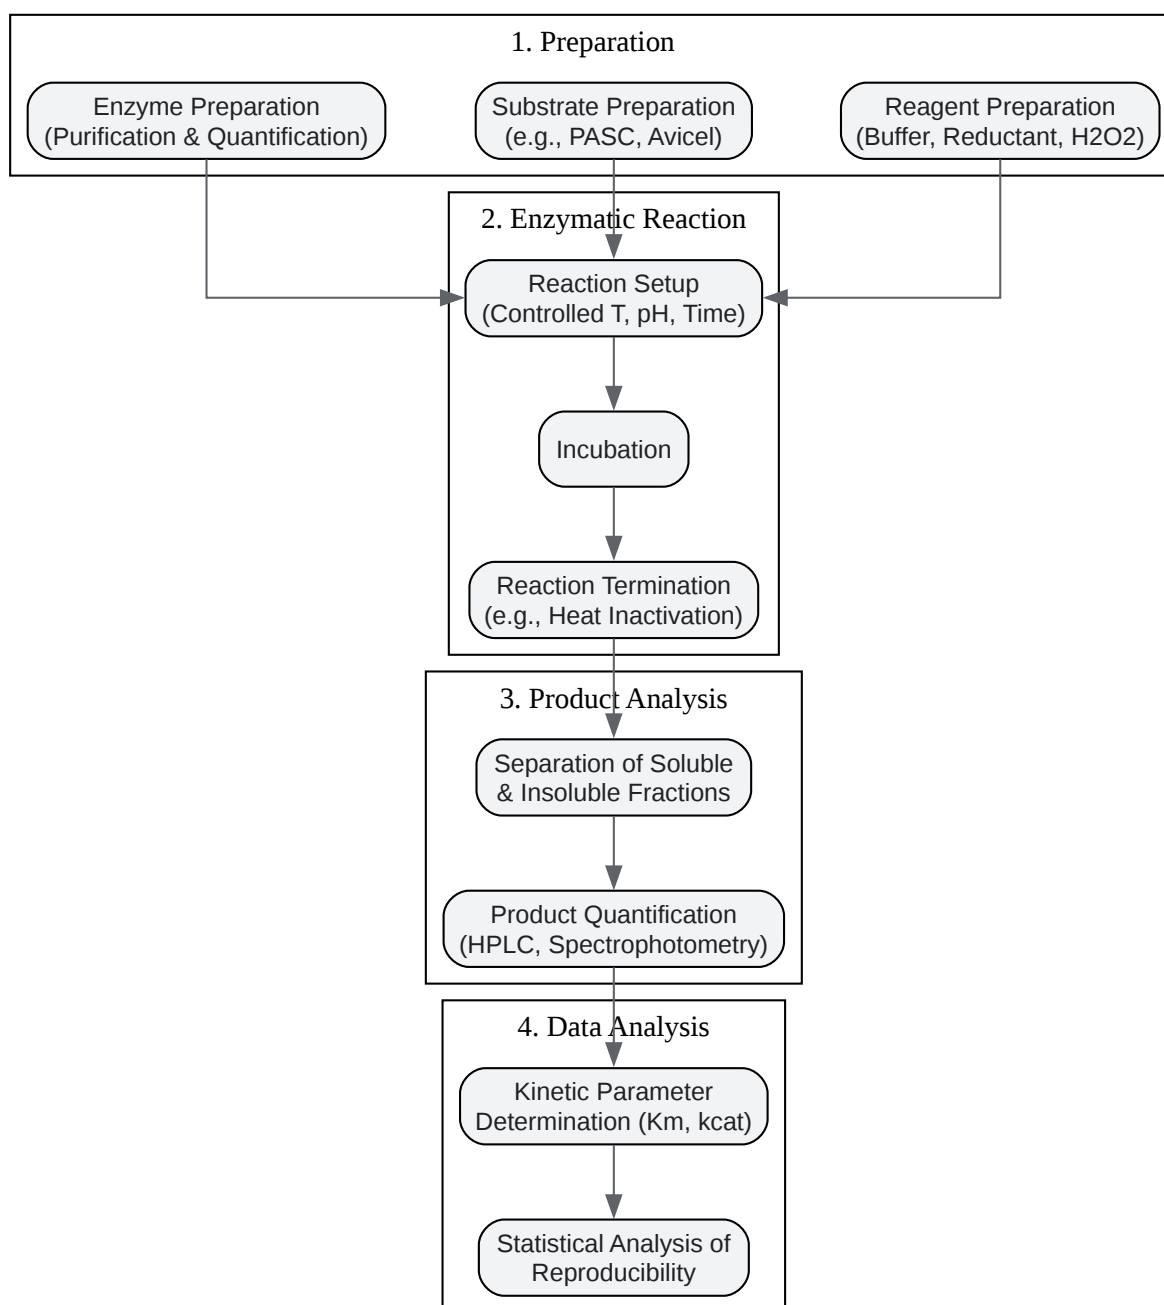 1. Preparation
Enzyme Preparation
(Purification & Quantification)
Substrate Preparation
(e.g., PASC, Avicel)
Reagent Preparation
(Buffer, Reductant, H2O2)
2. Enzymatic Reaction
Reaction Setup
(Controlled T, pH, Time)
Incubation
Reaction Termination
(e.g., Heat Inactivation)
3. Product Analysis
Separation of Soluble
& Insoluble Fractions
Product Quantification
(HPLC, Spectrophotometry)
4. Data Analysis
Kinetic Parameter
Determination (Km, kcat)
Statistical Analysis of
Reproducibility